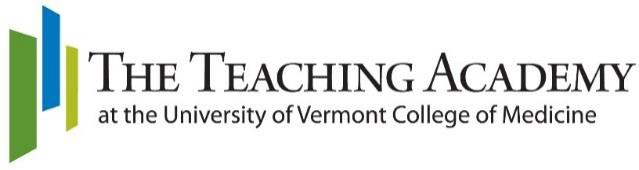 THE TEACHING ACADEMY
at the University of Vermont College of Medicine